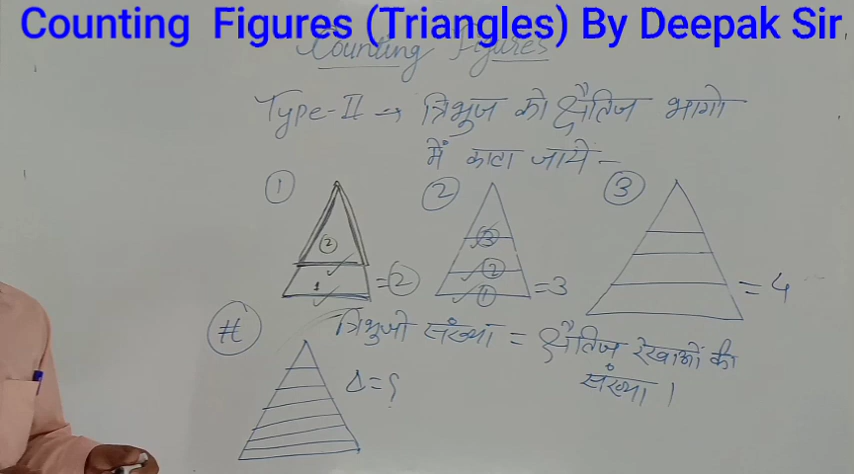 Counting Figures (Triangles) By Deepak Sir
Counting Figures
Type-II → त्रिभुज को क्षैतिज भागो
में काटा जाये -
① ② ③
② ③
② = 3 = 4
1 = ② ①
# त्रिभुजो संख्या = क्षैतिज रेखाओं की
संख्या ।
Δ = ?